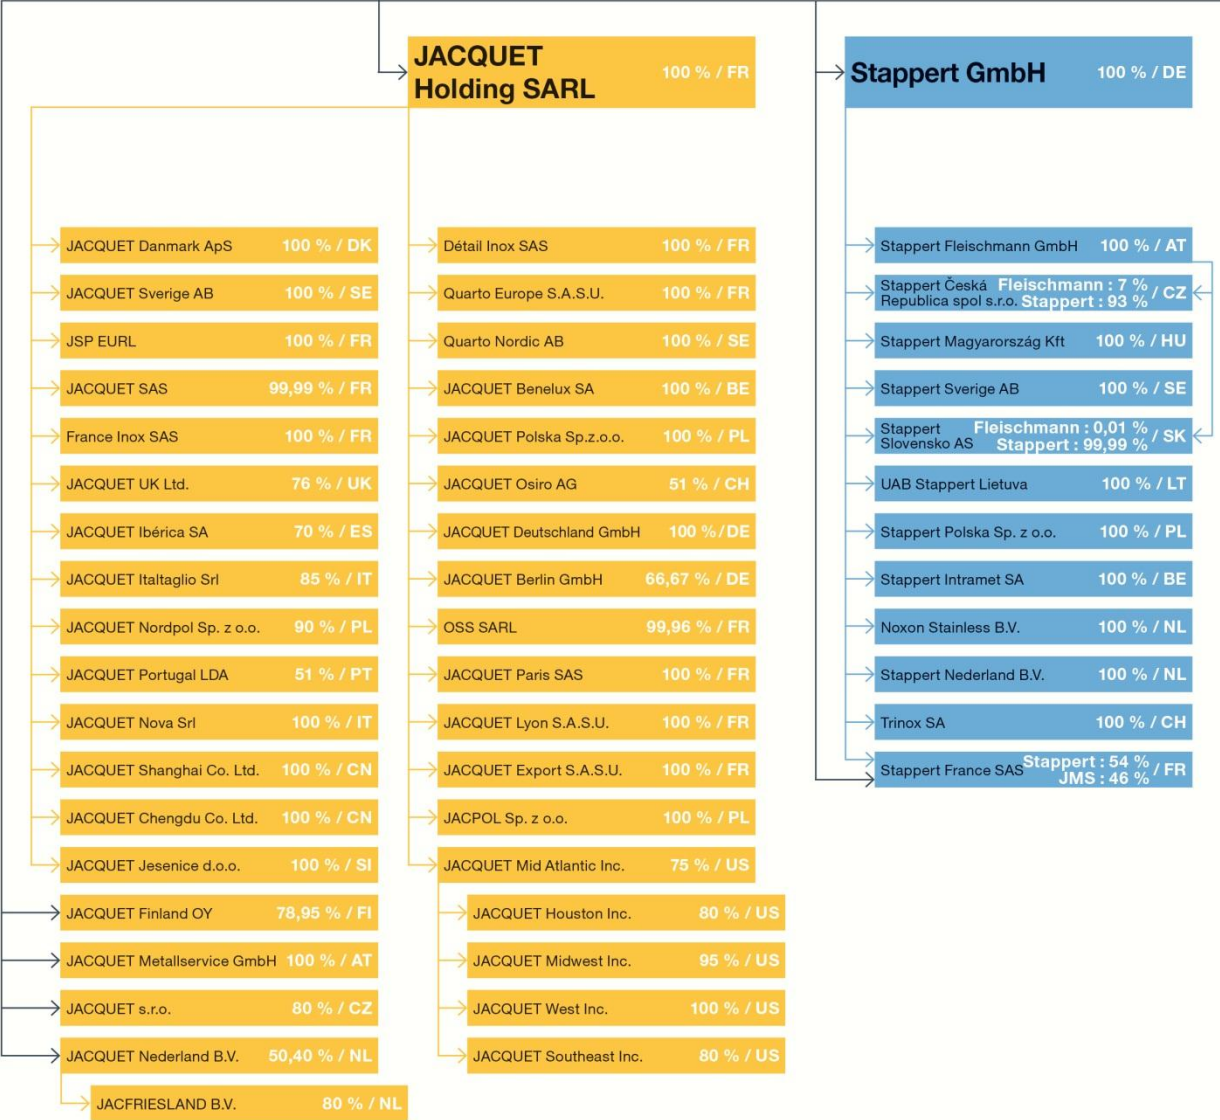 JACQUET
Holding SARL
100 % / FR
Stappert GmbH 100 % / DE
JACQUET Danmark ApS 100 % / DK
JACQUET Sverige AB 100 % / SE
JSP EURL 100 % / FR
JACQUET SAS 99,99 % / FR
France Inox SAS 100 % / FR
JACQUET UK Ltd. 76 % / UK
JACQUET Ibérica SA 70 % / ES
JACQUET Italtaglio Srl 85 % / IT
JACQUET Nordpol Sp. z o.o. 90 % / PL
JACQUET Portugal LDA 51 % / PT
JACQUET Nova Srl 100 % / IT
JACQUET Shanghai Co. Ltd. 100 % / CN
JACQUET Chengdu Co. Ltd. 100 % / CN
JACQUET Jesenice d.o.o. 100 % / SI
JACQUET Finland OY 78,95 % / FI
JACQUET Metallservice GmbH 100 % / AT
JACQUET s.r.o. 80 % / CZ
JACQUET Nederland B.V. 50,40 % / NL
JACFRIESLAND B.V. 80 % / NL
Détail Inox SAS 100 % / FR
Quarto Europe S.A.S.U. 100 % / FR
Quarto Nordic AB 100 % / SE
JACQUET Benelux SA 100 % / BE
JACQUET Polska Sp.z.o.o. 100 % / PL
JACQUET Osiro AG 51 % / CH
JACQUET Deutschland GmbH 100 %/DE
JACQUET Berlin GmbH 66,67 % / DE
OSS SARL 99,96 % / FR
JACQUET Paris SAS 100 % / FR
JACQUET Lyon S.A.S.U. 100 % / FR
JACQUET Export S.A.S.U. 100 % / FR
JACPOL Sp. z o.o. 100 % / PL
JACQUET Mid Atlantic Inc. 75 % / US
JACQUET Houston Inc. 80 % / US
JACQUET Midwest Inc. 95 % / US
JACQUET West Inc. 100 % / US
JACQUET Southeast Inc. 80 % / US
Stappert Fleischmann GmbH 100 % / AT
Stappert Česká Fleischmann : 7 %
Republica spol s.r.o. Stappert : 93 % / CZ
Stappert Magyarország Kft 100 % / HU
Stappert Sverige AB 100 % / SE
Stappert Fleischmann : 0,01 %
Slovensko AS Stappert : 99,99 % / SK
UAB Stappert Lietuva 100 % / LT
Stappert Polska Sp. z o.o. 100 % / PL
Stappert Intramet SA 100 % / BE
Noxon Stainless B.V. 100 % / NL
Stappert Nederland B.V. 100 % / NL
Trinox SA 100 % / CH
Stappert France SAS Stappert : 54 %
JMS : 46 % / FR